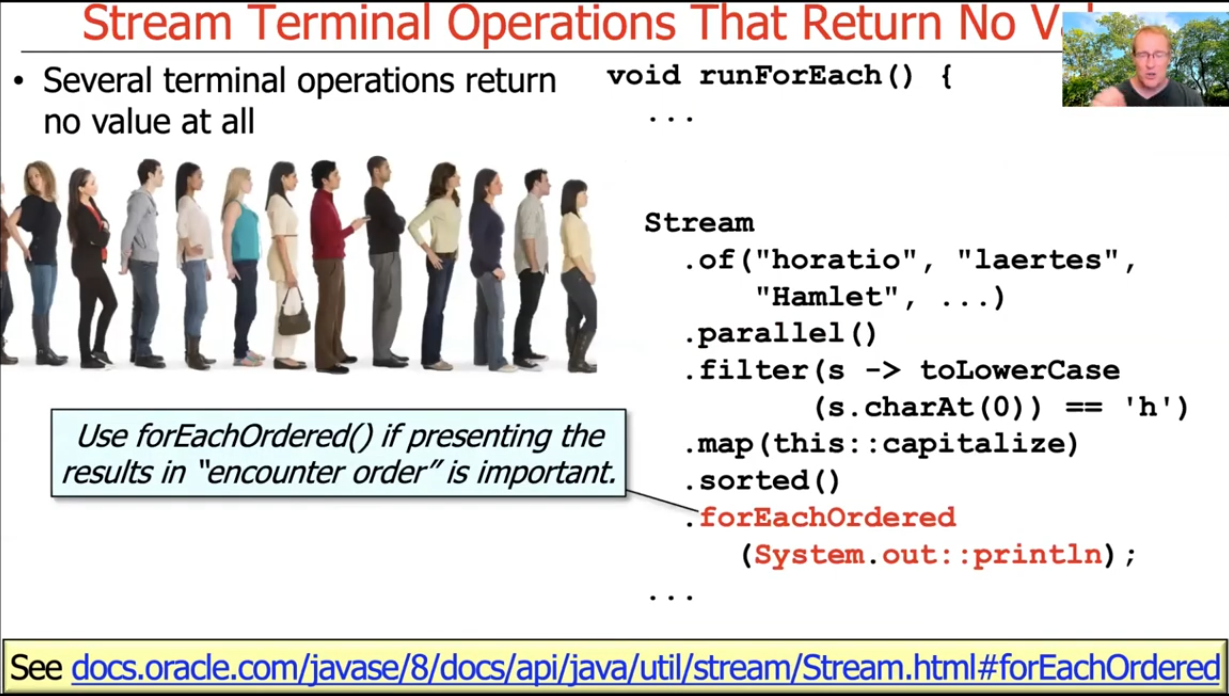 Stream Terminal Operations That Return No
• Several terminal operations return
no value at all
void runForEach() {
...
Stream
.of("horatio", "laertes",
"Hamlet", ...)
.parallel()
.filter(s -> toLowerCase
(s.charAt(0)) == 'h')
.map(this::capitalize)
.sorted()
.forEachOrdered
(System.out::println);
...
Use forEachOrdered() if presenting the
results in “encounter order” is important.
See docs.oracle.com/javase/8/docs/api/java/util/stream/Stream.html#forEachOrdered